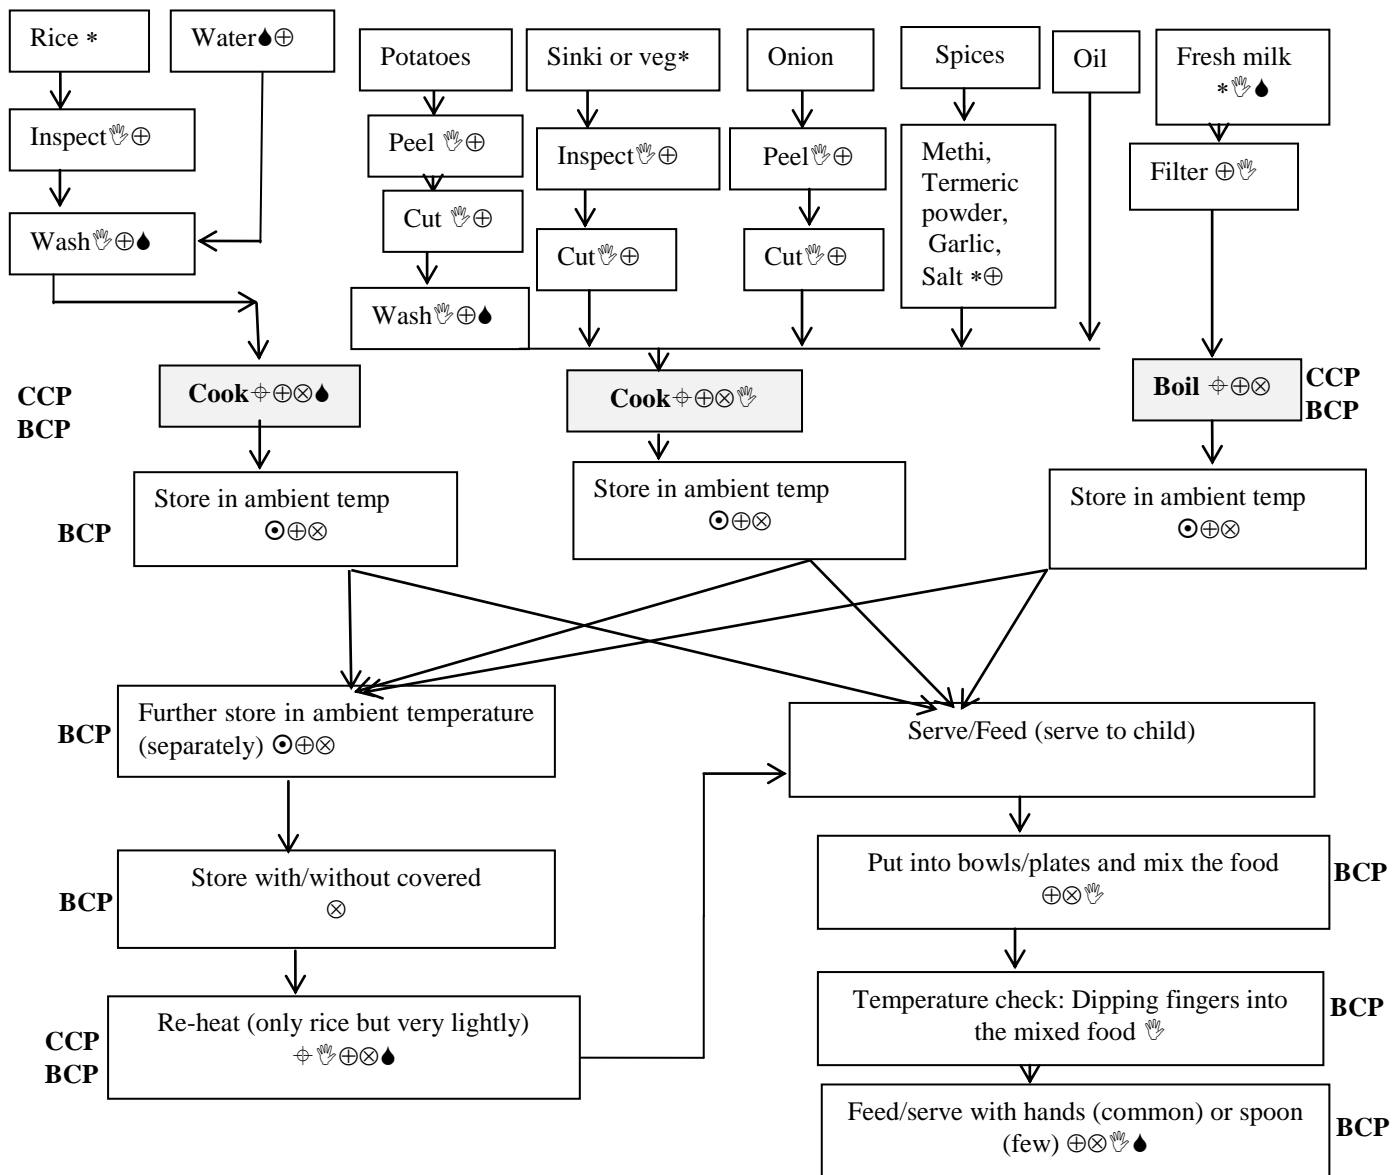 Rice *
Water🌢⊕
Potatoes
Sinki or veg*
Onion
Spices
Oil
Fresh milk
*🖑🌢
Inspect🖑⊕
Peel 🖑⊕
Inspect🖑⊕
Peel🖑⊕
Methi,
Termeric
powder,
Garlic,
Salt *⊕
Filter ⊕🖑
Wash🖑⊕🌢
Cut 🖑⊕
Cut🖑⊕
Cut🖑⊕
Wash🖑⊕🌢
CCP
BCP
Cook⌖⊕⊗🌢
Cook⌖⊕⊗🖑
Boil ⌖⊕⊗
CCP
BCP
BCP
Store in ambient temp
⊙⊕⊗
Store in ambient temp
⊙⊕⊗
Store in ambient temp
⊙⊕⊗
BCP
Further store in ambient temperature
(separately) ⊙⊕⊗
Serve/Feed (serve to child)
BCP
Store with/without covered
⊗
Put into bowls/plates and mix the food
⊕⊗🖑
BCP
CCP
BCP
Re-heat (only rice but very lightly)
⌖🖑⊕⊗🌢
Temperature check: Dipping fingers into
the mixed food 🖑
BCP
Feed/serve with hands (common) or spoon
(few) ⊕⊗🖑🌢
BCP